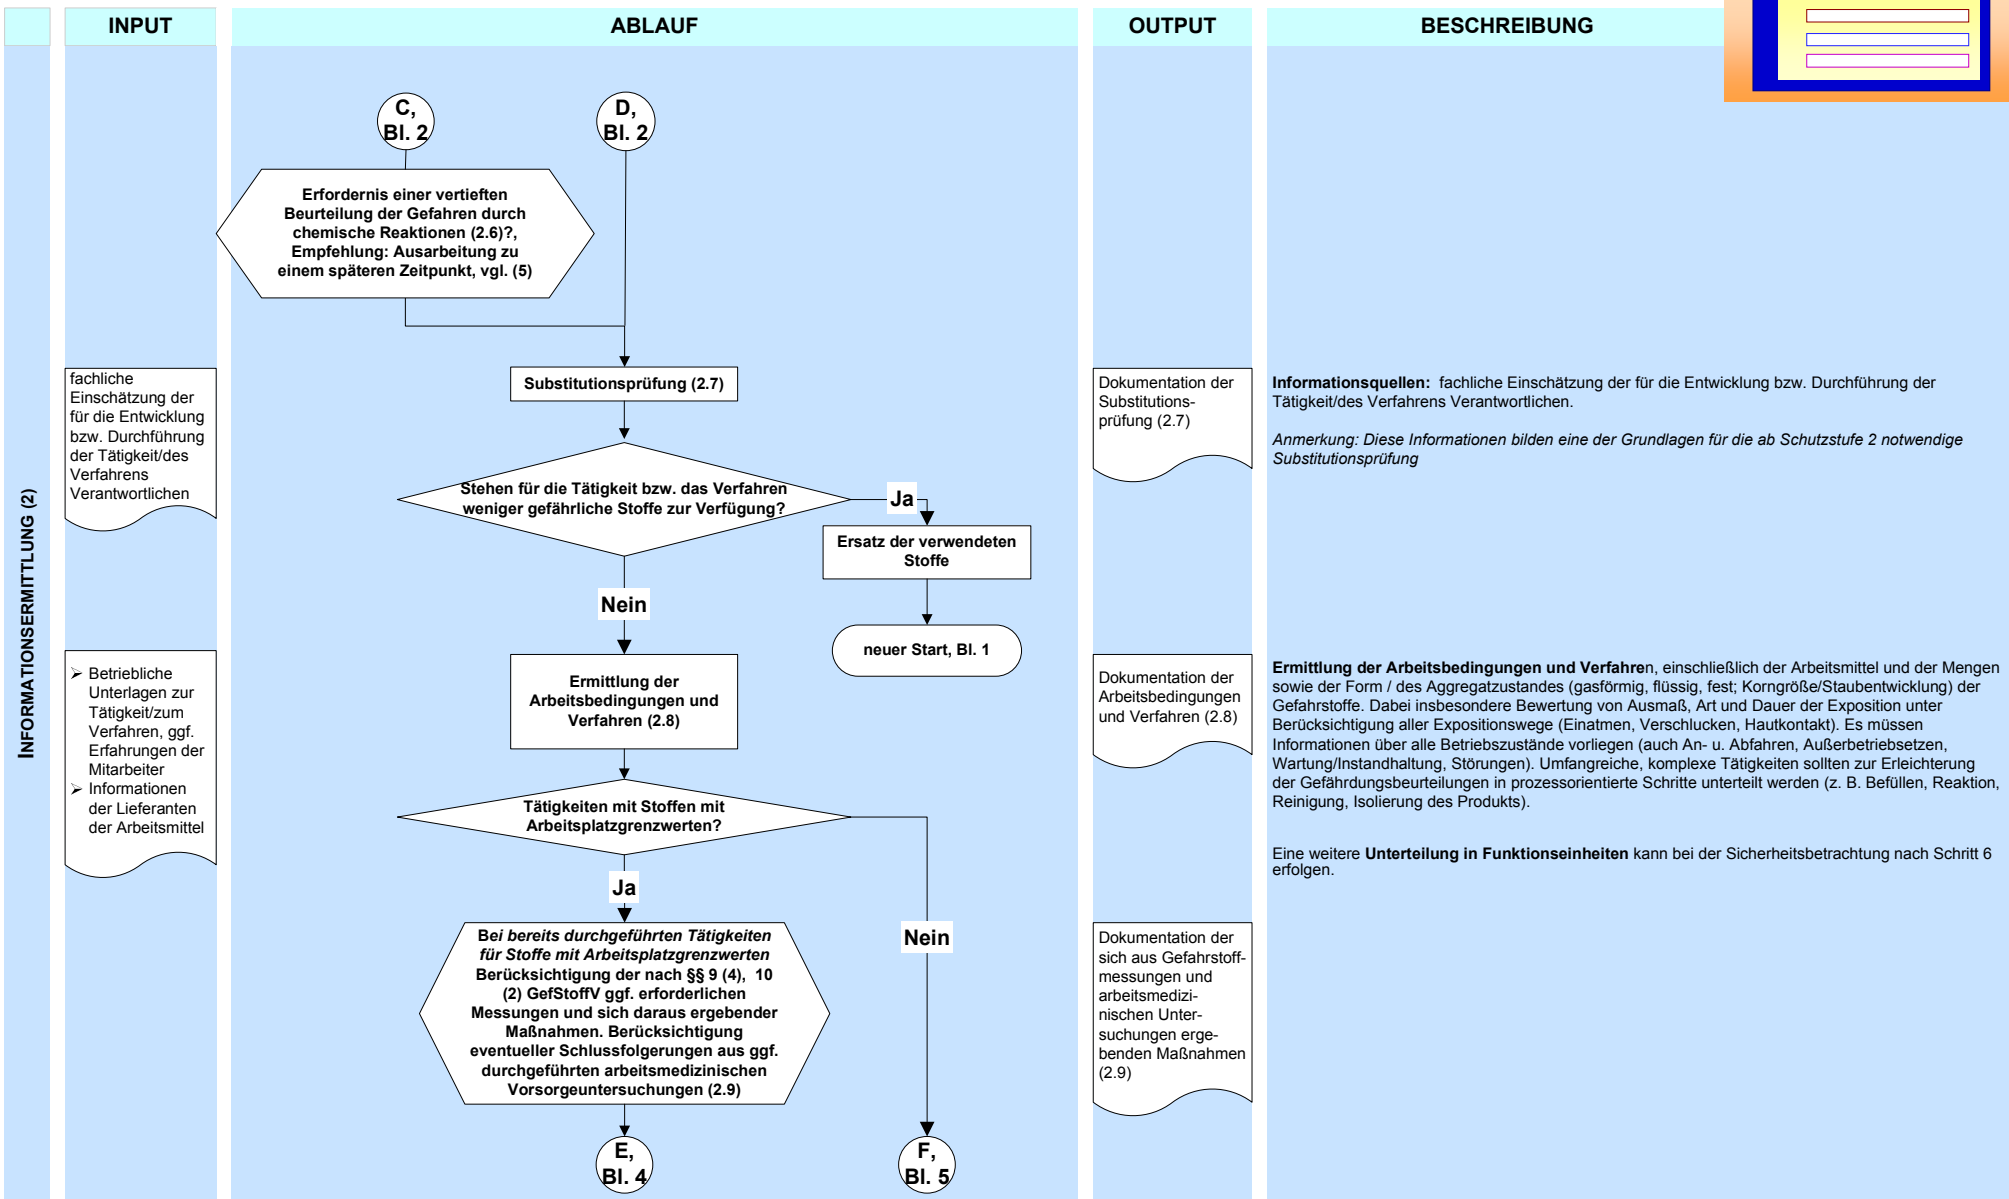 INPUT
ABLAUF
OUTPUT
BESCHREIBUNG
INFORMATIONSERMITTLUNG (2)
C,
Bl. 2
D,
Bl. 2
Erfordernis einer vertieften
Beurteilung der Gefahren durch
chemische Reaktionen (2.6)?,
Empfehlung: Ausarbeitung zu
einem späteren Zeitpunkt, vgl. (5)
fachliche
Einschätzung der
für die Entwicklung
bzw. Durchführung
der Tätigkeit/des
Verfahrens
Verantwortlichen
Substitutionsprüfung (2.7)
Dokumentation der
Substitutions-
prüfung (2.7)
Informationsquellen: fachliche Einschätzung der für die Entwicklung bzw. Durchführung der
Tätigkeit/des Verfahrens Verantwortlichen.
Anmerkung: Diese Informationen bilden eine der Grundlagen für die ab Schutzstufe 2 notwendige
Substitutionsprüfung
Stehen für die Tätigkeit bzw. das Verfahren
weniger gefährliche Stoffe zur Verfügung?
Ja
Ersatz der verwendeten
Stoffe
Nein
neuer Start, Bl. 1
➢ Betriebliche
Unterlagen zur
Tätigkeit/zum
Verfahren, ggf.
Erfahrungen der
Mitarbeiter
➢ Informationen
der Lieferanten
der Arbeitsmittel
Ermittlung der
Arbeitsbedingungen und
Verfahren (2.8)
Dokumentation der
Arbeitsbedingungen
und Verfahren (2.8)
Ermittlung der Arbeitsbedingungen und Verfahren, einschließlich der Arbeitsmittel und der Mengen
sowie der Form / des Aggregatzustandes (gasförmig, flüssig, fest; Korngröße/Staubentwicklung) der
Gefahrstoffe. Dabei insbesondere Bewertung von Ausmaß, Art und Dauer der Exposition unter
Berücksichtigung aller Expositionswege (Einatmen, Verschlucken, Hautkontakt). Es müssen
Informationen über alle Betriebszustände vorliegen (auch An- u. Abfahren, Außerbetriebsetzen,
Wartung/Instandhaltung, Störungen). Umfangreiche, komplexe Tätigkeiten sollten zur Erleichterung
der Gefährdungsbeurteilungen in prozessorientierte Schritte unterteilt werden (z. B. Befüllen, Reaktion,
Reinigung, Isolierung des Produkts).
Eine weitere Unterteilung in Funktionseinheiten kann bei der Sicherheitsbetrachtung nach Schritt 6
erfolgen.
Tätigkeiten mit Stoffen mit
Arbeitsplatzgrenzwerten?
Ja
Nein
Bei bereits durchgeführten Tätigkeiten
für Stoffe mit Arbeitsplatzgrenzwerten
Berücksichtigung der nach §§ 9 (4), 10
(2) GefStoffV ggf. erforderlichen
Messungen und sich daraus ergebender
Maßnahmen. Berücksichtigung
eventueller Schlussfolgerungen aus ggf.
durchgeführten arbeitsmedizinischen
Vorsorgeuntersuchungen (2.9)
Dokumentation der
sich aus Gefahrstoff-
messungen und
arbeitsmedizi-
nischen Unter-
suchungen erge-
benden Maßnahmen
(2.9)
E,
Bl. 4
F,
Bl. 5